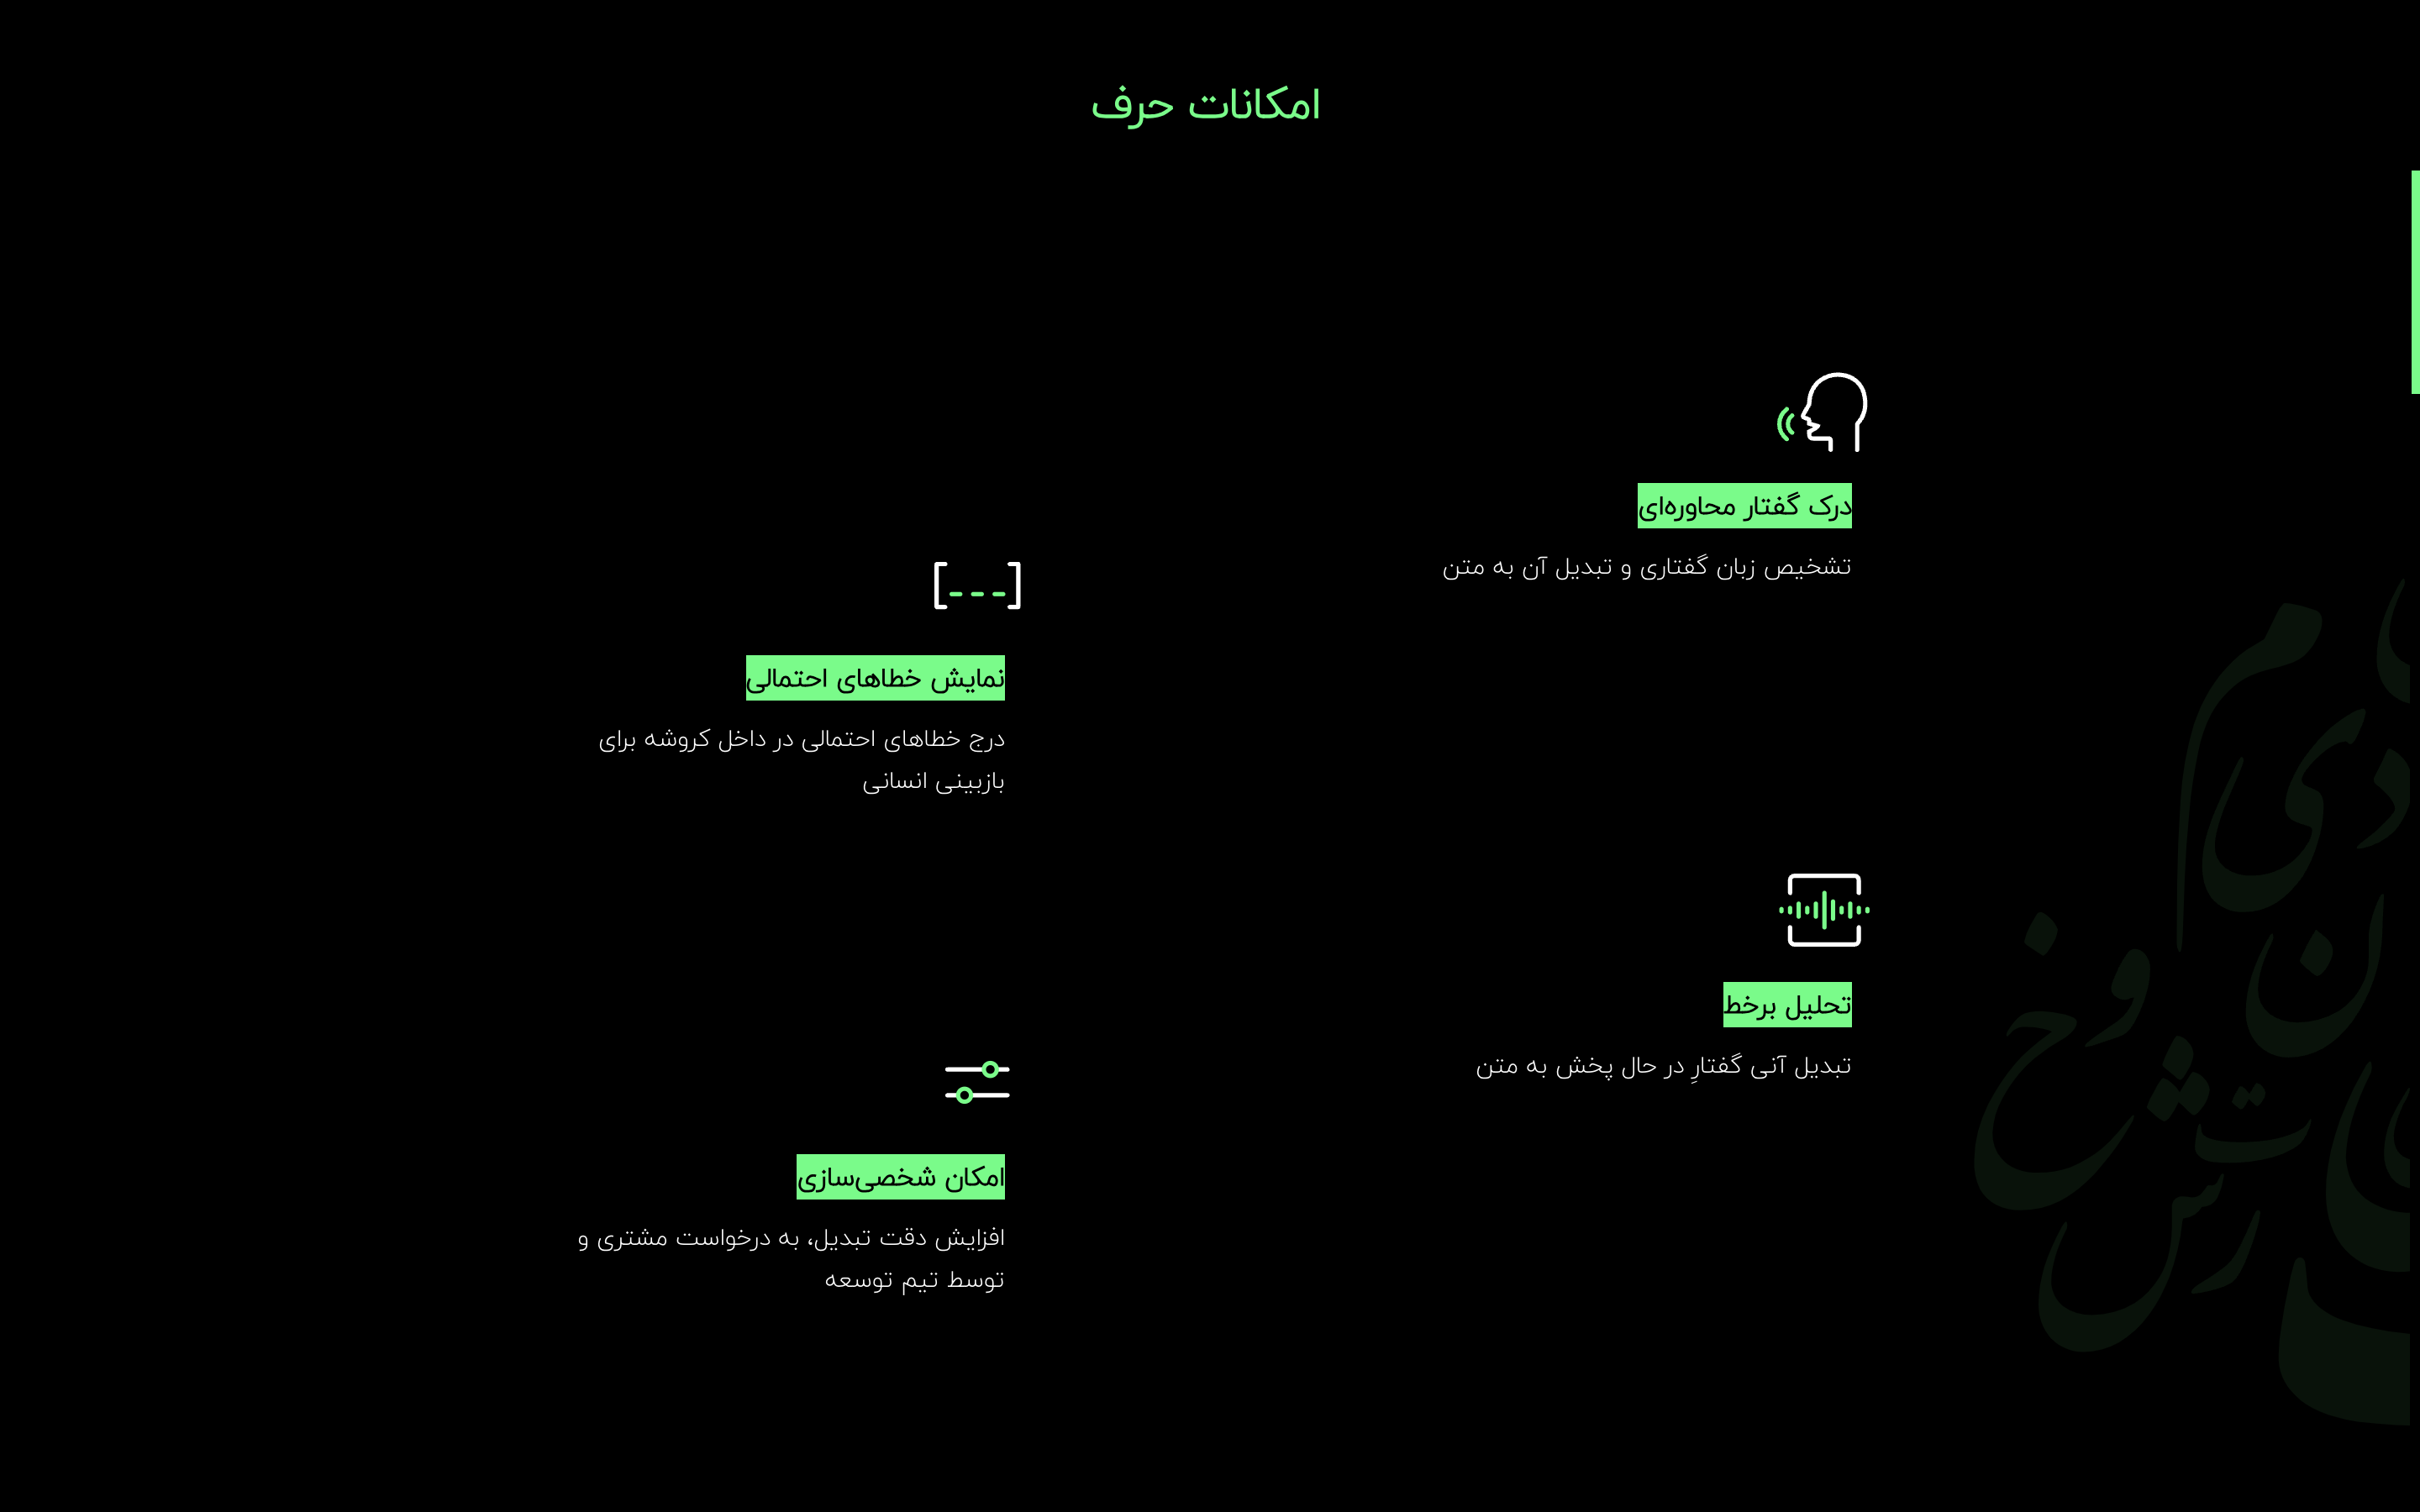 امکانات حرف
درک گفتار محاوره‌ای
تشخیص زبان گفتاری و تبدیل آن به متن
نمایش خطاهای احتمالی
درج خطاهای احتمالی در داخل کروشه برای
بازبینی انسانی
تحلیل برخط
تبدیل آنی گفتارِ در حال پخش به متن
امکان شخصی‌سازی
افزایش دقت تبدیل، به درخواست مشتری و
توسط تیم توسعه